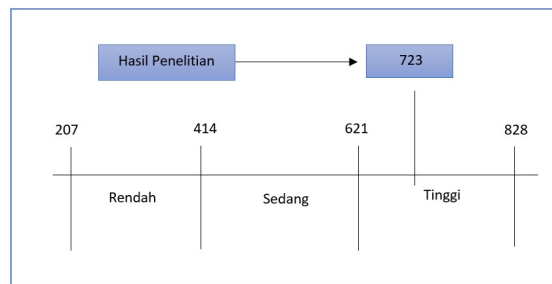 Hasil Penelitian 723
207 414 621 828
Rendah Sedang Tinggi